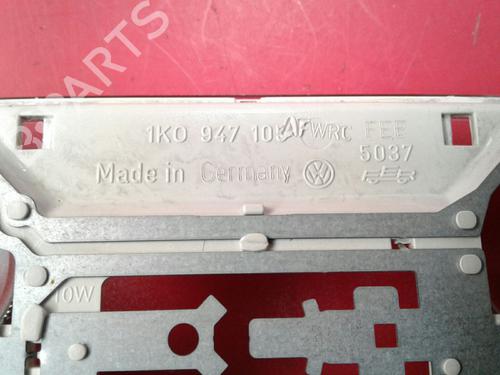 PARTS
1K0 947 105 AF WRC FEE
Made in Germany 5037
10W